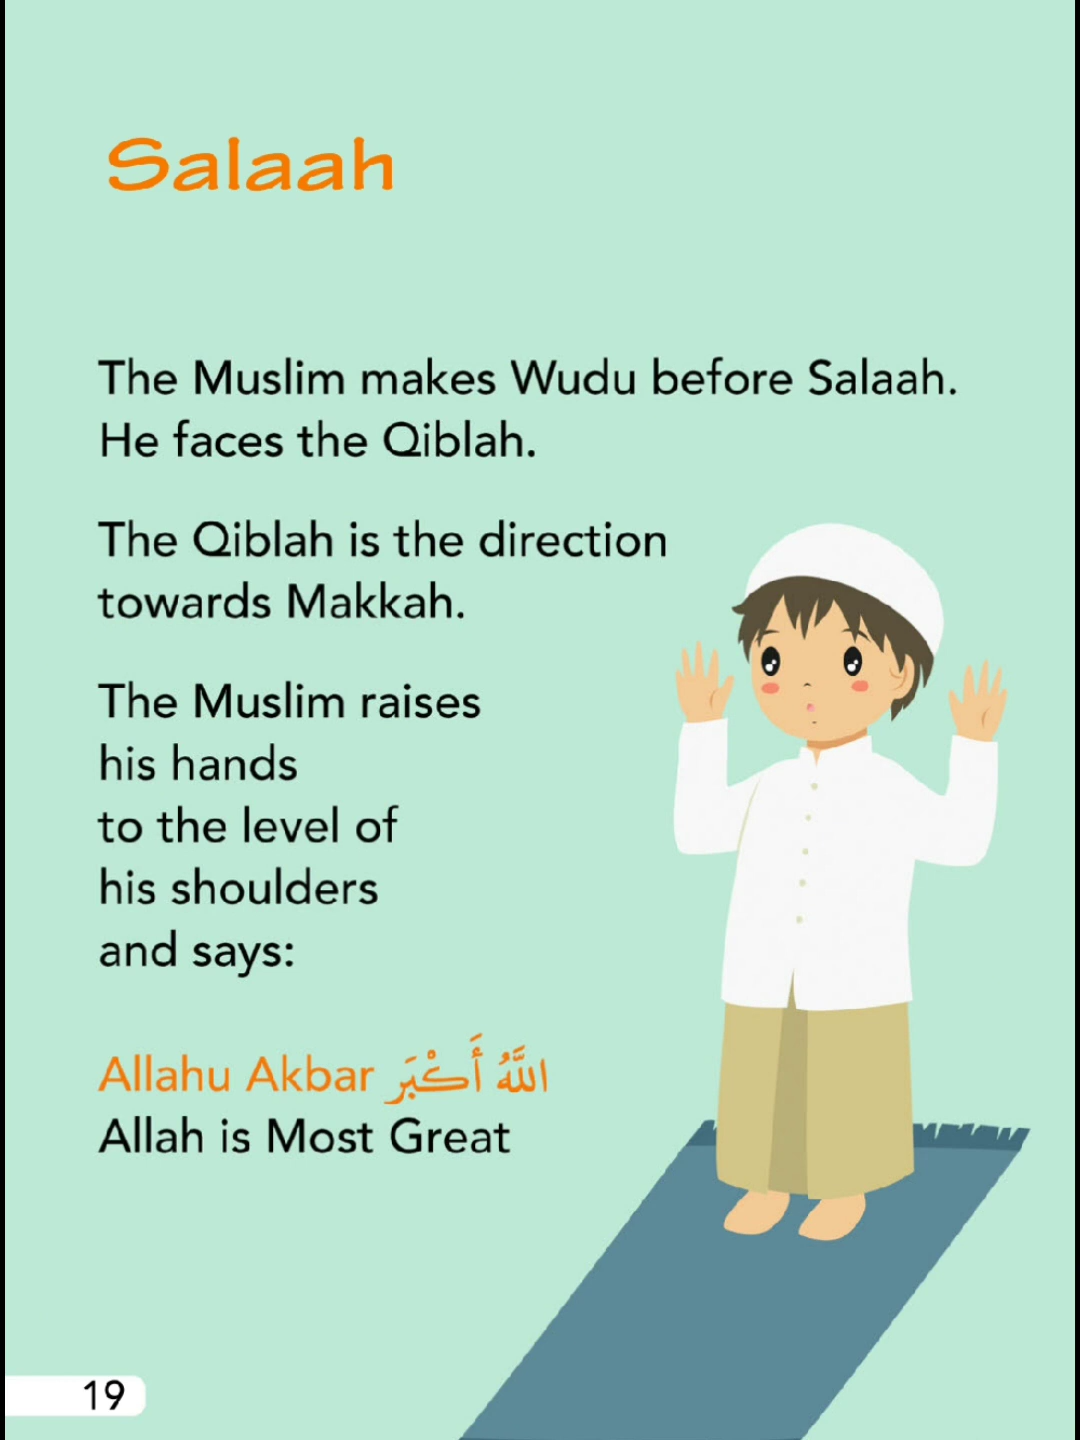 Salaah
The Muslim makes Wudu before Salaah.
He faces the Qiblah.
The Qiblah is the direction
towards Makkah.
The Muslim raises
his hands
to the level of
his shoulders
and says:
Allahu Akbar اللَّهُ أَكْبَر
Allah is Most Great
19